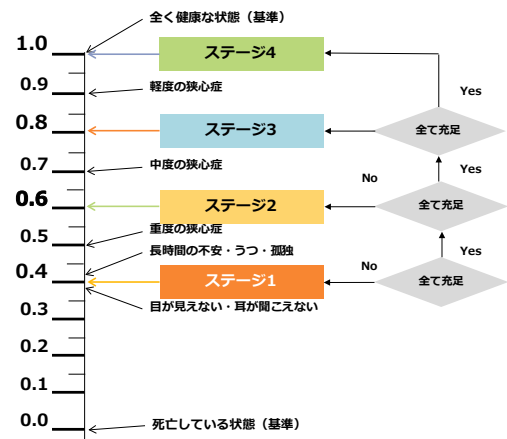 全く健康な状態（基準）
1.0
ステージ4
0.9
軽度の狭心症
Yes
0.8
ステージ3
全て充足
0.7
中度の狭心症
No
Yes
0.6
ステージ2
全て充足
重度の狭心症
0.5
長時間の不安・うつ・孤独
Yes
No
0.4
ステージ1
全て充足
目が見えない・耳が聞こえない
0.3
0.2
0.1
0.0
死亡している状態（基準）